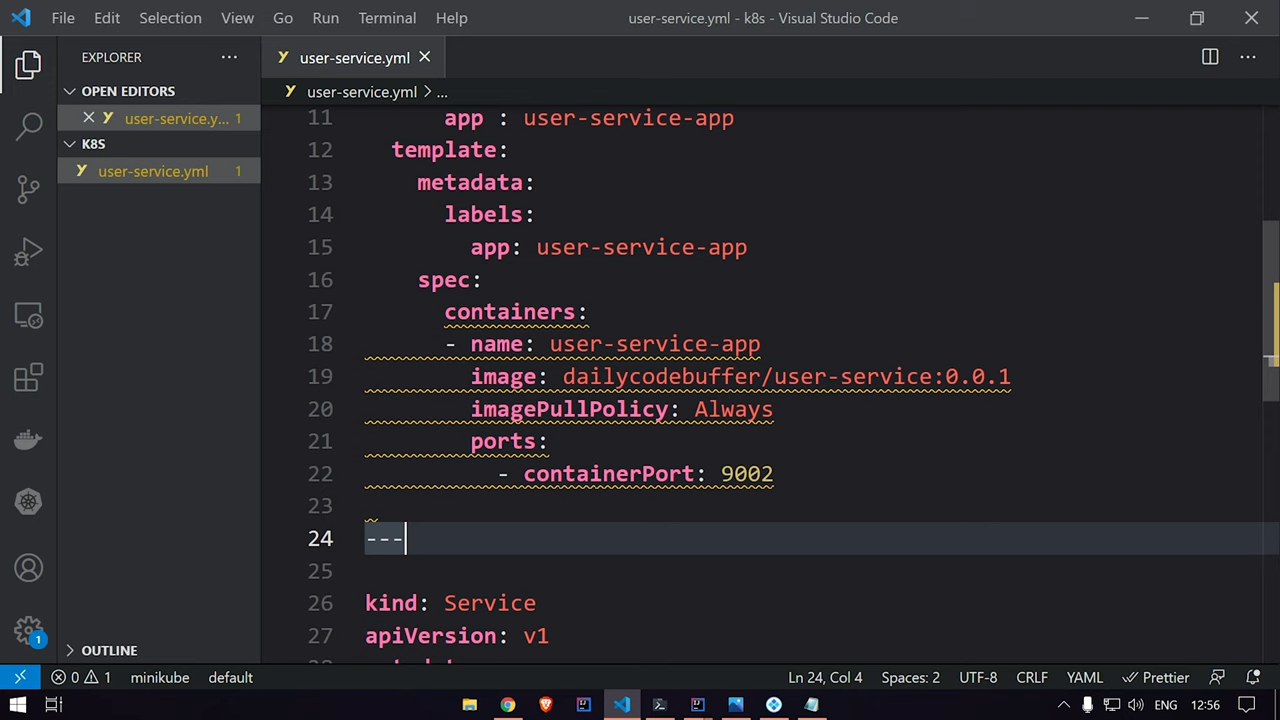 File Edit Selection View Go Run Terminal Help user-service.yml - k8s - Visual Studio Code
EXPLORER ... user-service.yml
OPEN EDITORS user-service.yml > ...
user-service.y... 1
K8S
user-service.yml 1
11 app : user-service-app
12 template:
13 metadata:
14 labels:
15 app: user-service-app
16 spec:
17 containers:
18 - name: user-service-app
19 image: dailycodebuffer/user-service:0.0.1
20 imagePullPolicy: Always
21 ports:
22 - containerPort: 9002
23
24 ---
25
26 kind: Service
27 apiVersion: v1
OUTLINE
1
0 1 minikube default Ln 24, Col 4 Spaces: 2 UTF-8 CRLF YAML Prettier
ENG 12:56